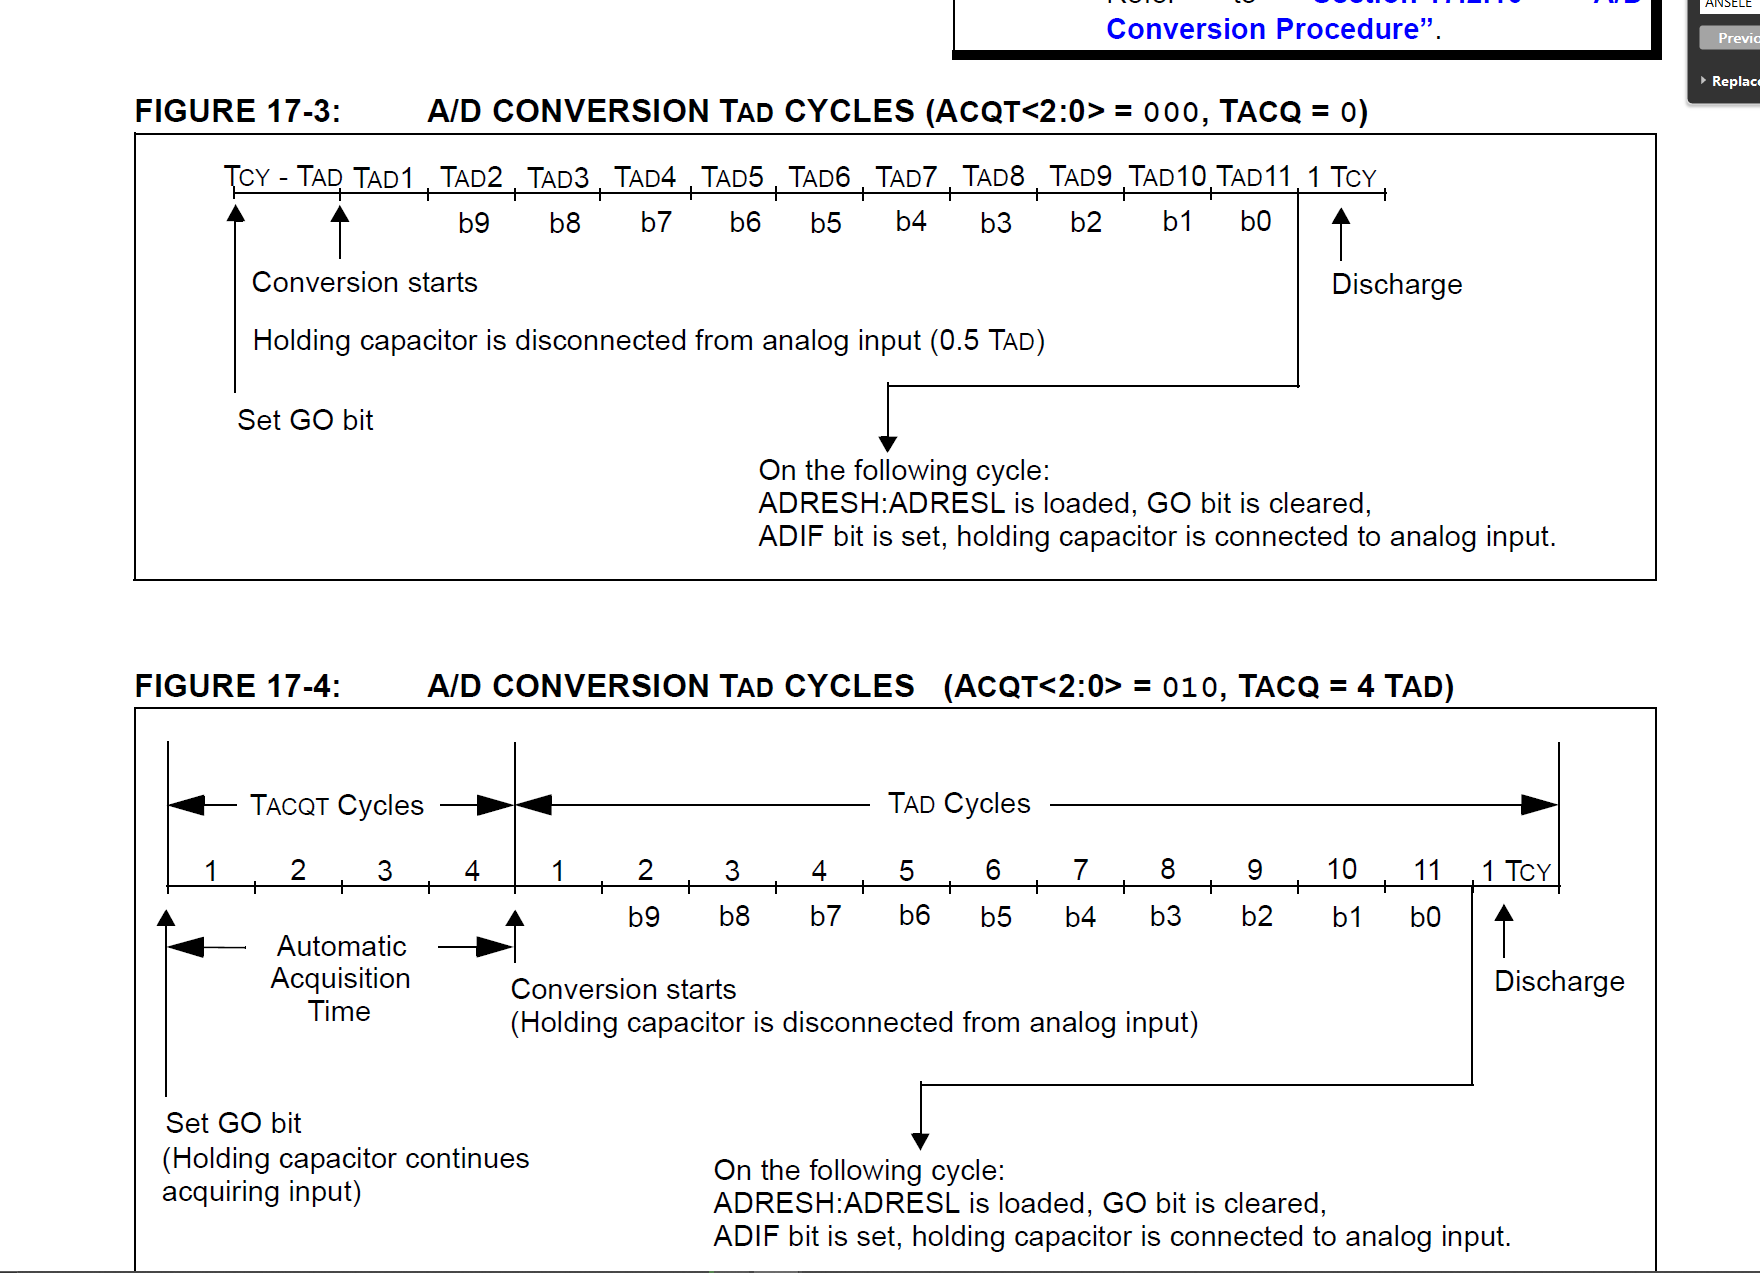 Conversion Procedure”.
ANSELE
Previo
Replace
FIGURE 17-3: A/D CONVERSION TAD CYCLES (ACQT<2:0> = 000, TACQ = 0)
TCY - TAD TAD1 TAD2 TAD3 TAD4 TAD5 TAD6 TAD7 TAD8 TAD9 TAD10 TAD11 1 TCY
b9 b8 b7 b6 b5 b4 b3 b2 b1 b0
Conversion starts
Discharge
Holding capacitor is disconnected from analog input (0.5 TAD)
Set GO bit
On the following cycle:
ADRESH:ADRESL is loaded, GO bit is cleared,
ADIF bit is set, holding capacitor is connected to analog input.
FIGURE 17-4: A/D CONVERSION TAD CYCLES (ACQT<2:0> = 010, TACQ = 4 TAD)
TACQT Cycles TAD Cycles
1 2 3 4 1 2 3 4 5 6 7 8 9 10 11 1 TCY
b9 b8 b7 b6 b5 b4 b3 b2 b1 b0
Automatic
Acquisition
Time
Conversion starts
(Holding capacitor is disconnected from analog input)
Discharge
Set GO bit
(Holding capacitor continues
acquiring input)
On the following cycle:
ADRESH:ADRESL is loaded, GO bit is cleared,
ADIF bit is set, holding capacitor is connected to analog input.